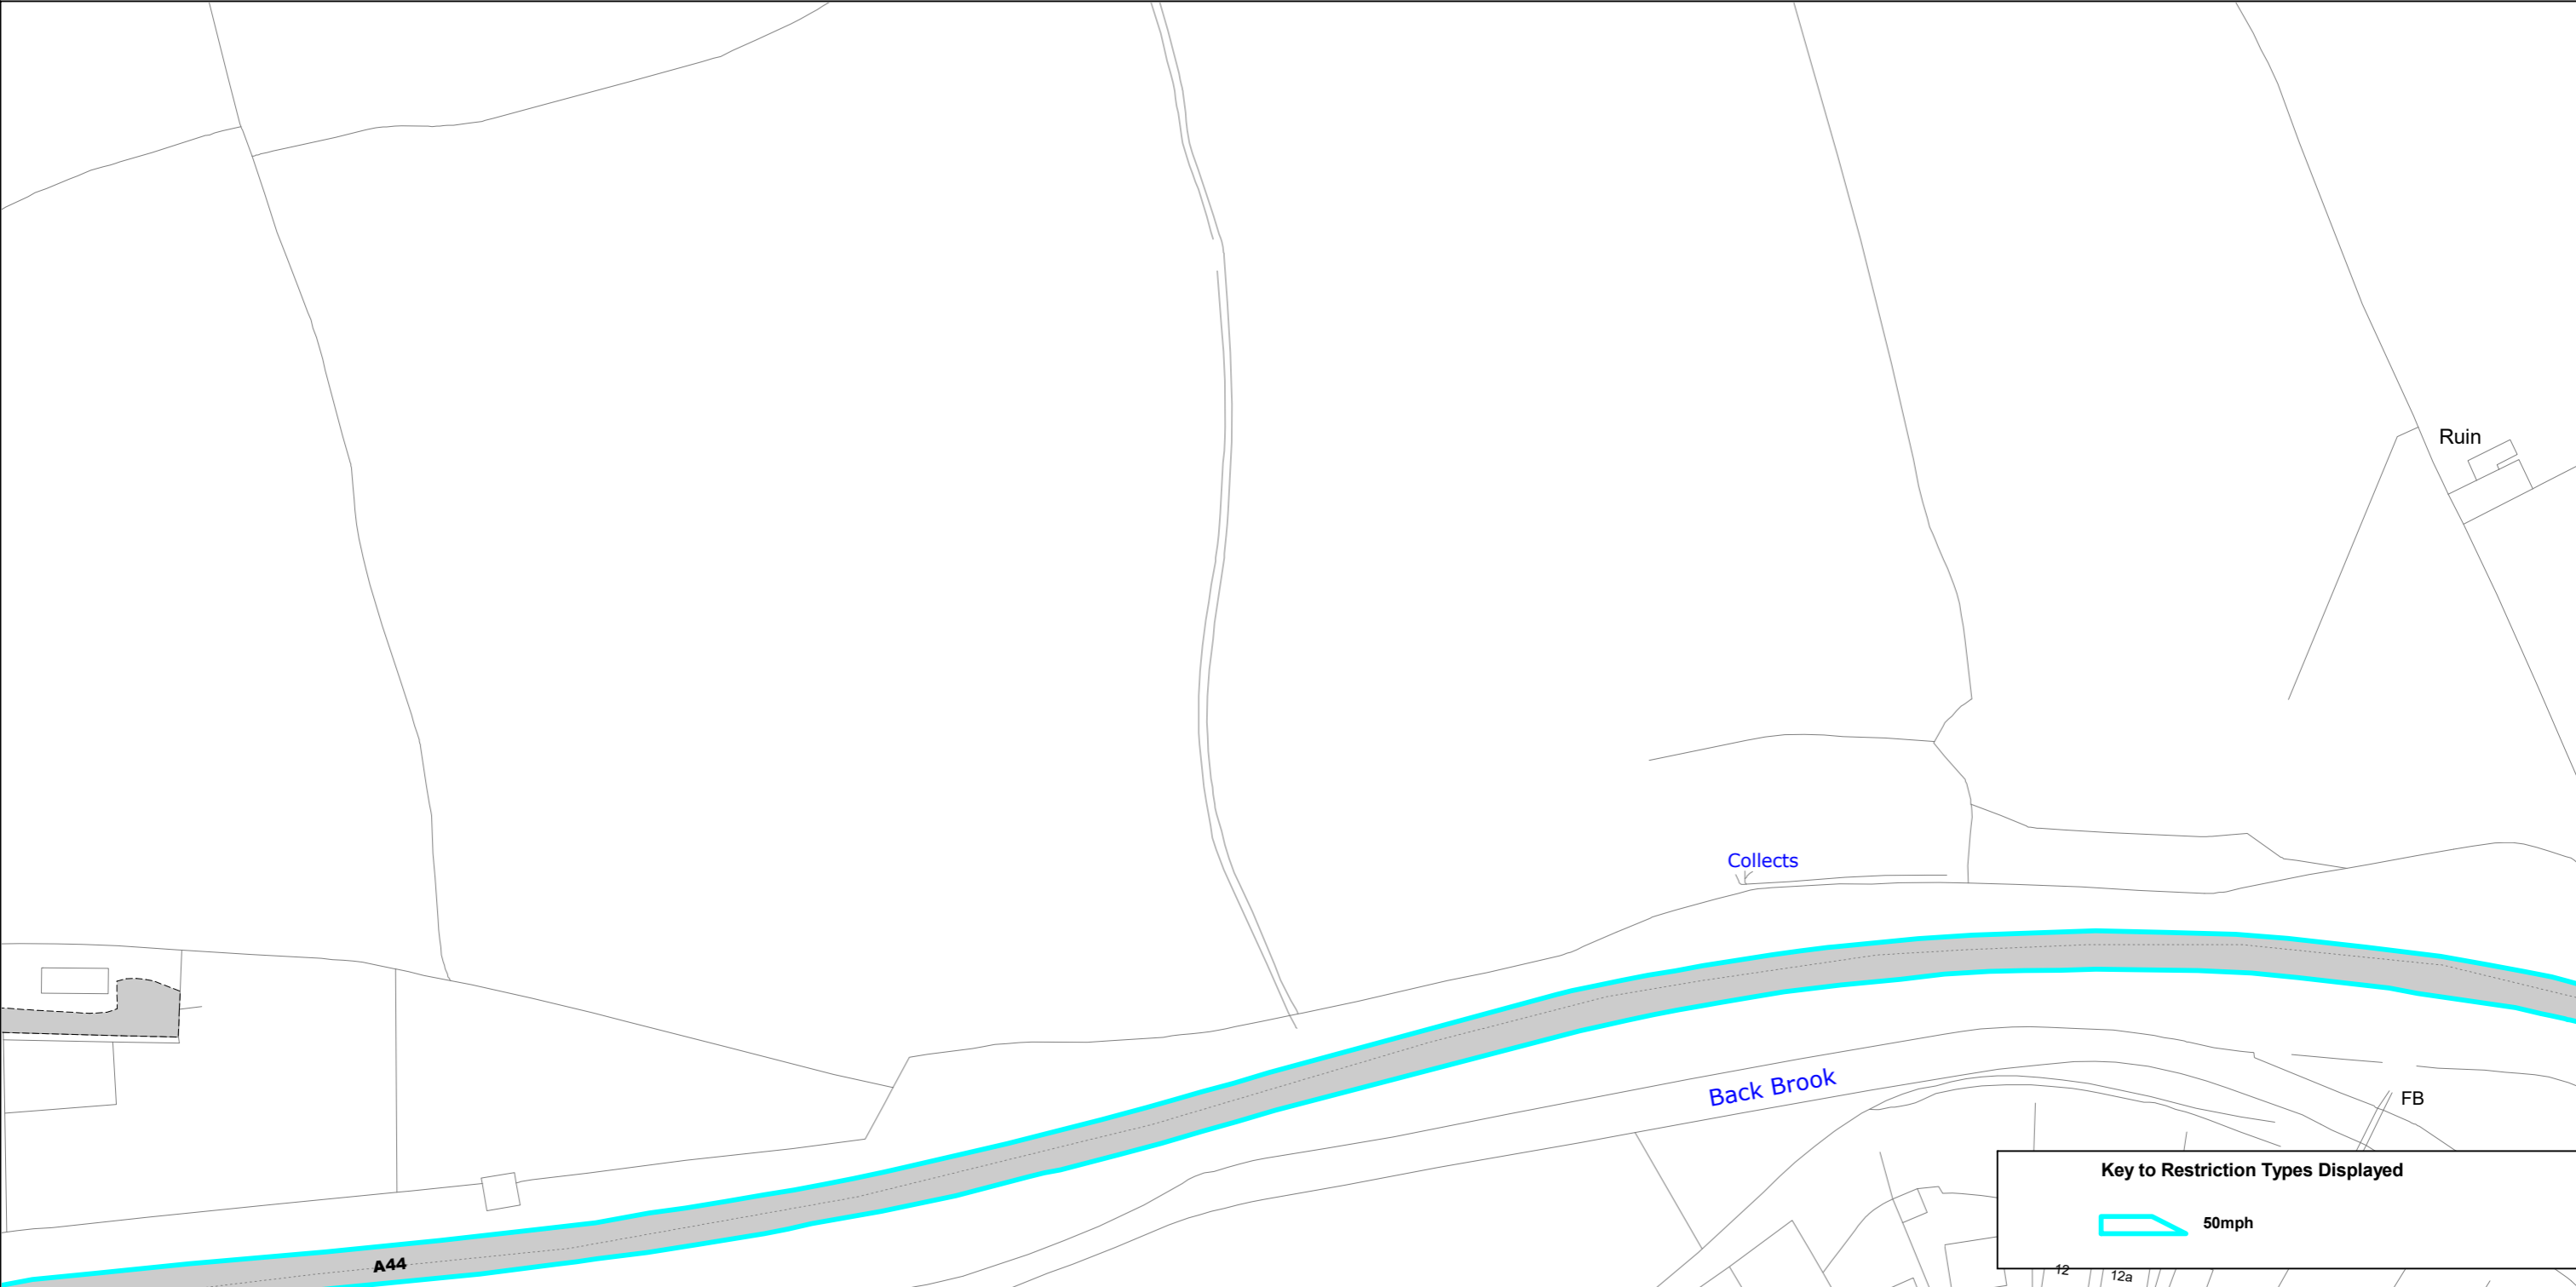 Ruin
Collects
Back Brook
FB
Key to Restriction Types Displayed
50mph
A44
12
12a